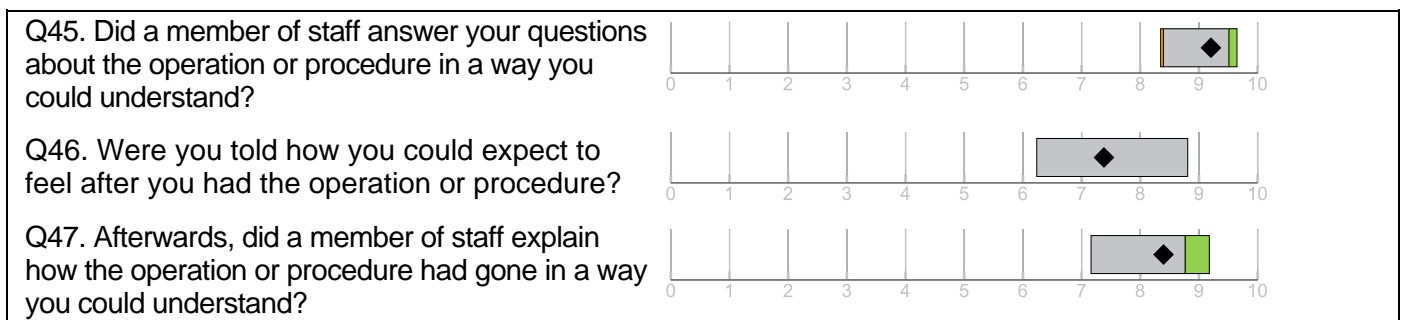 Q45. Did a member of staff answer your questions
about the operation or procedure in a way you
could understand?
0 1 2 3 4 5 6 7 8 9 10
Q46. Were you told how you could expect to
feel after you had the operation or procedure?
0 1 2 3 4 5 6 7 8 9 10
Q47. Afterwards, did a member of staff explain
how the operation or procedure had gone in a way
you could understand?
0 1 2 3 4 5 6 7 8 9 10